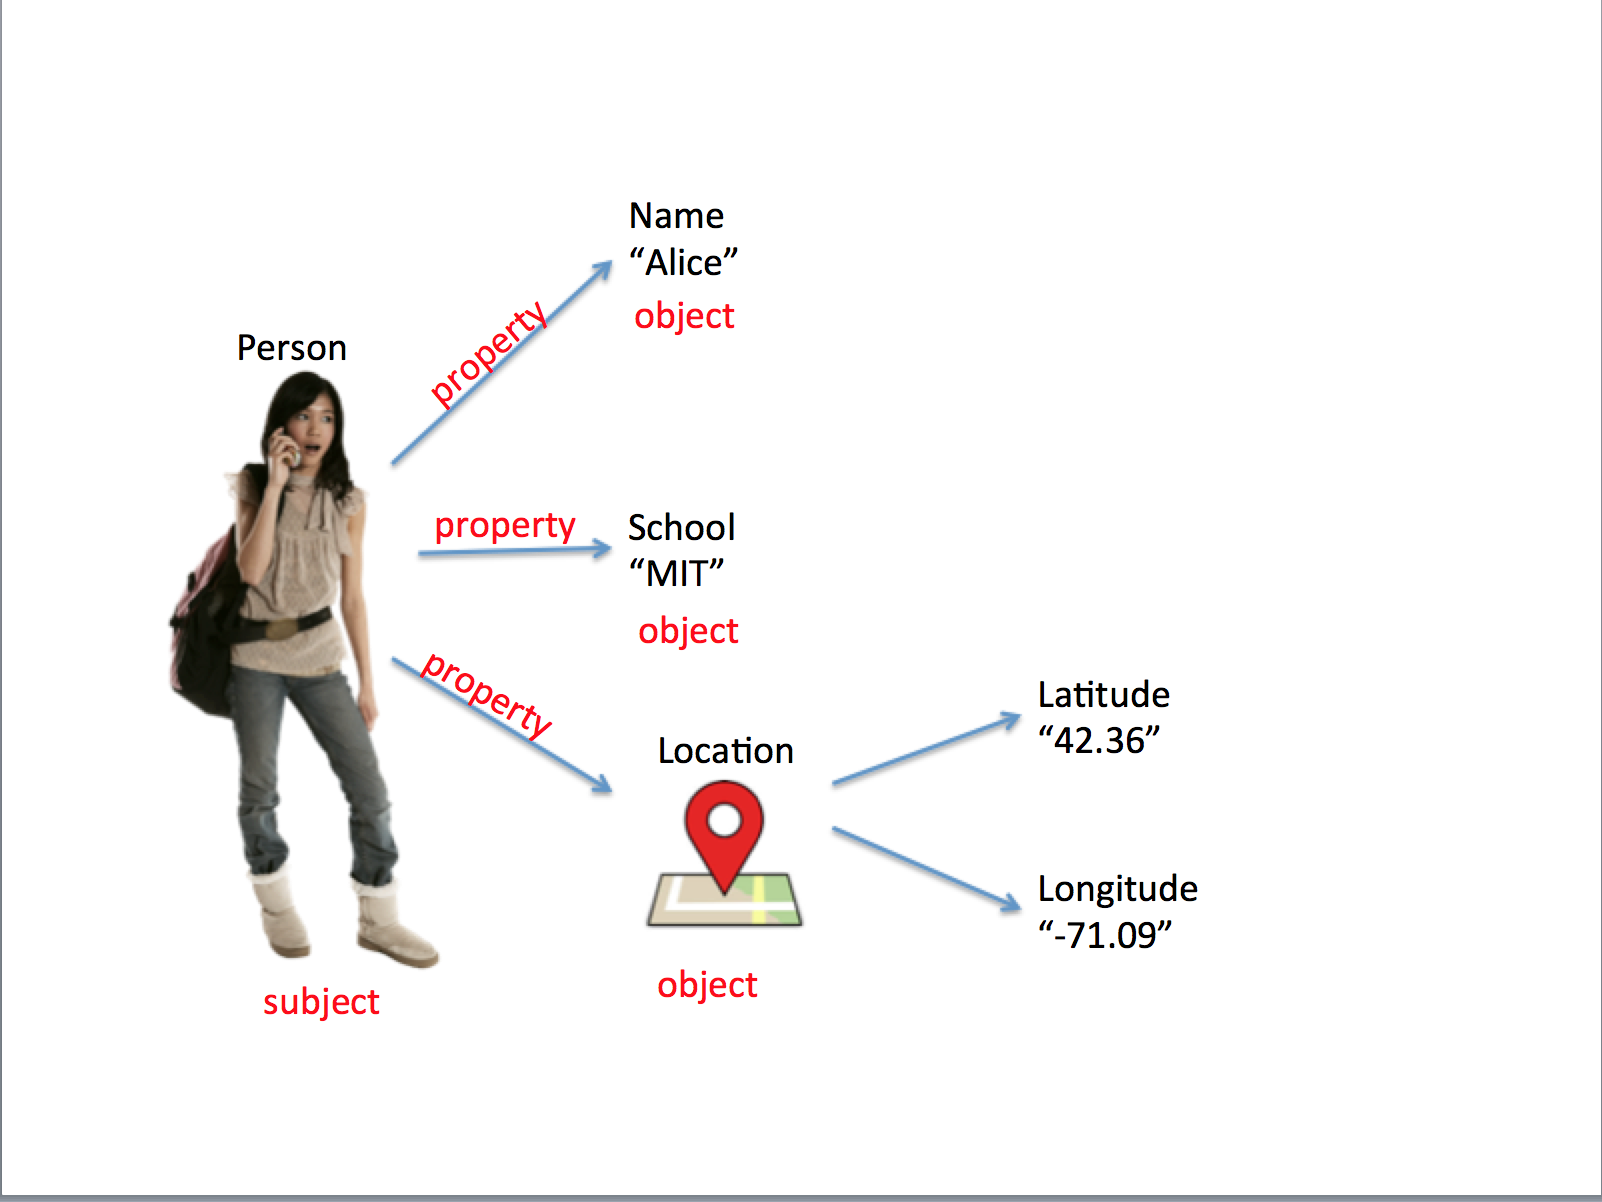 Name
“Alice”
object
property
Person
property
School
“MIT”
object
property
Location
Latitude
“42.36”
Longitude
“-71.09”
object
subject